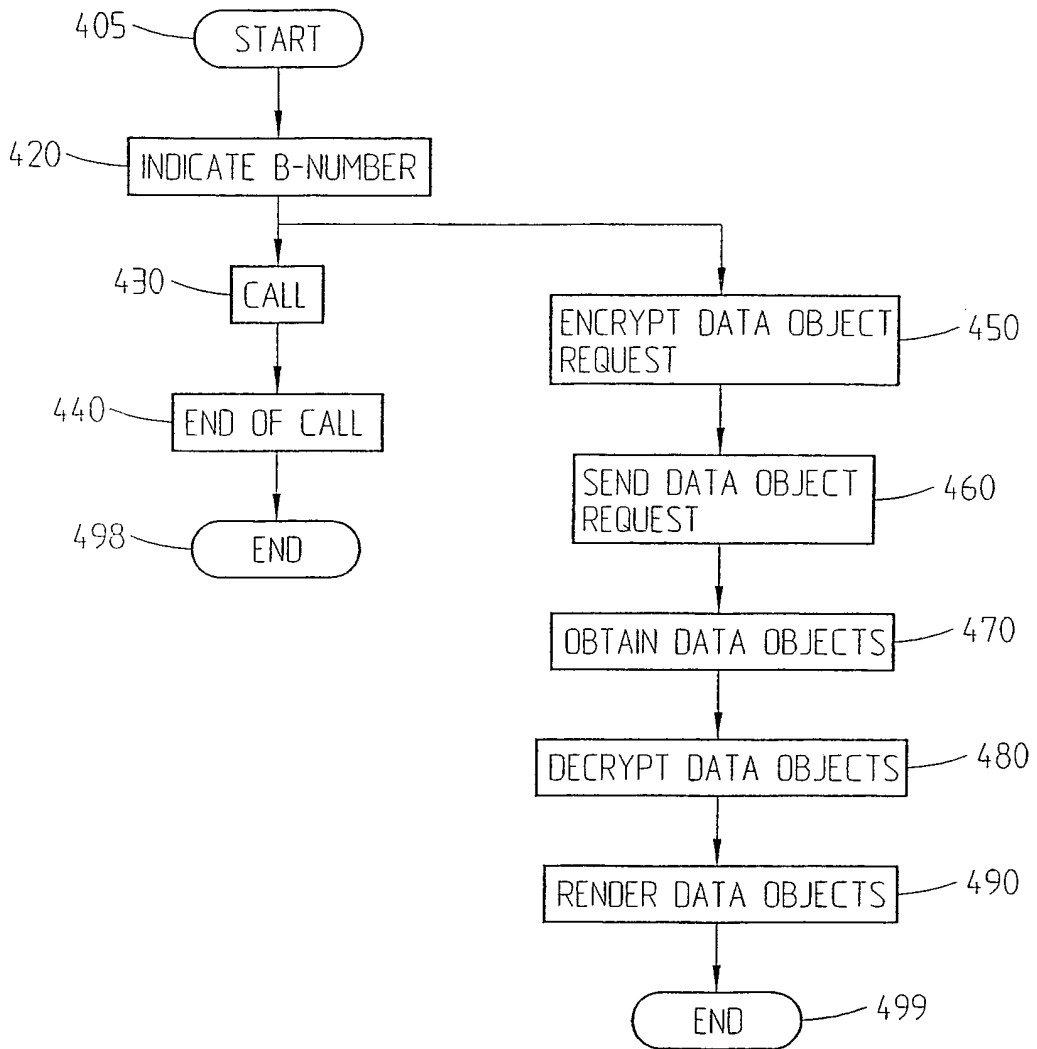 405
START
420
INDICATE B-NUMBER
430
CALL
440
END OF CALL
498
END
ENCRYPT DATA OBJECT
REQUEST
450
SEND DATA OBJECT
REQUEST
460
OBTAIN DATA OBJECTS
470
DECRYPT DATA OBJECTS
480
RENDER DATA OBJECTS
490
END
499